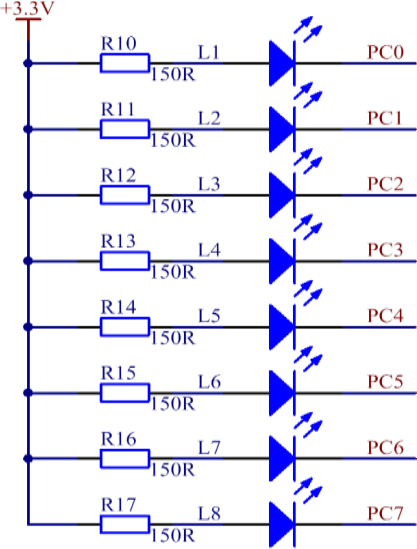 +3.3V
R10 L1 PC0
150R
R11 L2 PC1
150R
R12 L3 PC2
150R
R13 L4 PC3
150R
R14 L5 PC4
150R
R15 L6 PC5
150R
R16 L7 PC6
150R
R17 L8 PC7
150R